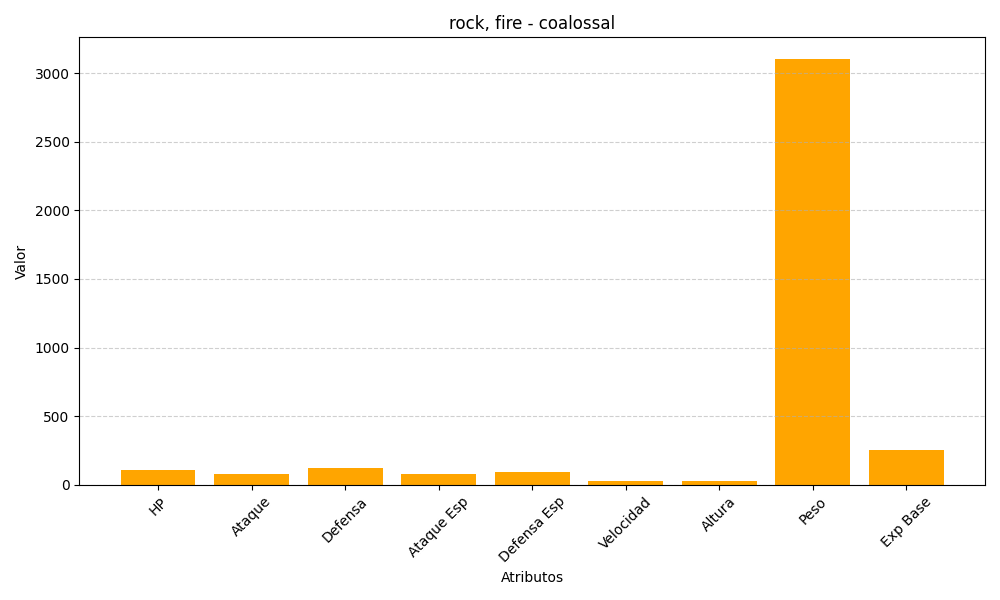 rock, fire - coalossal
Valor
3000
2500
2000
1500
1000
500
0
HP
Ataque
Defensa
Ataque Esp
Defensa Esp
Velocidad
Altura
Peso
Exp Base
Atributos